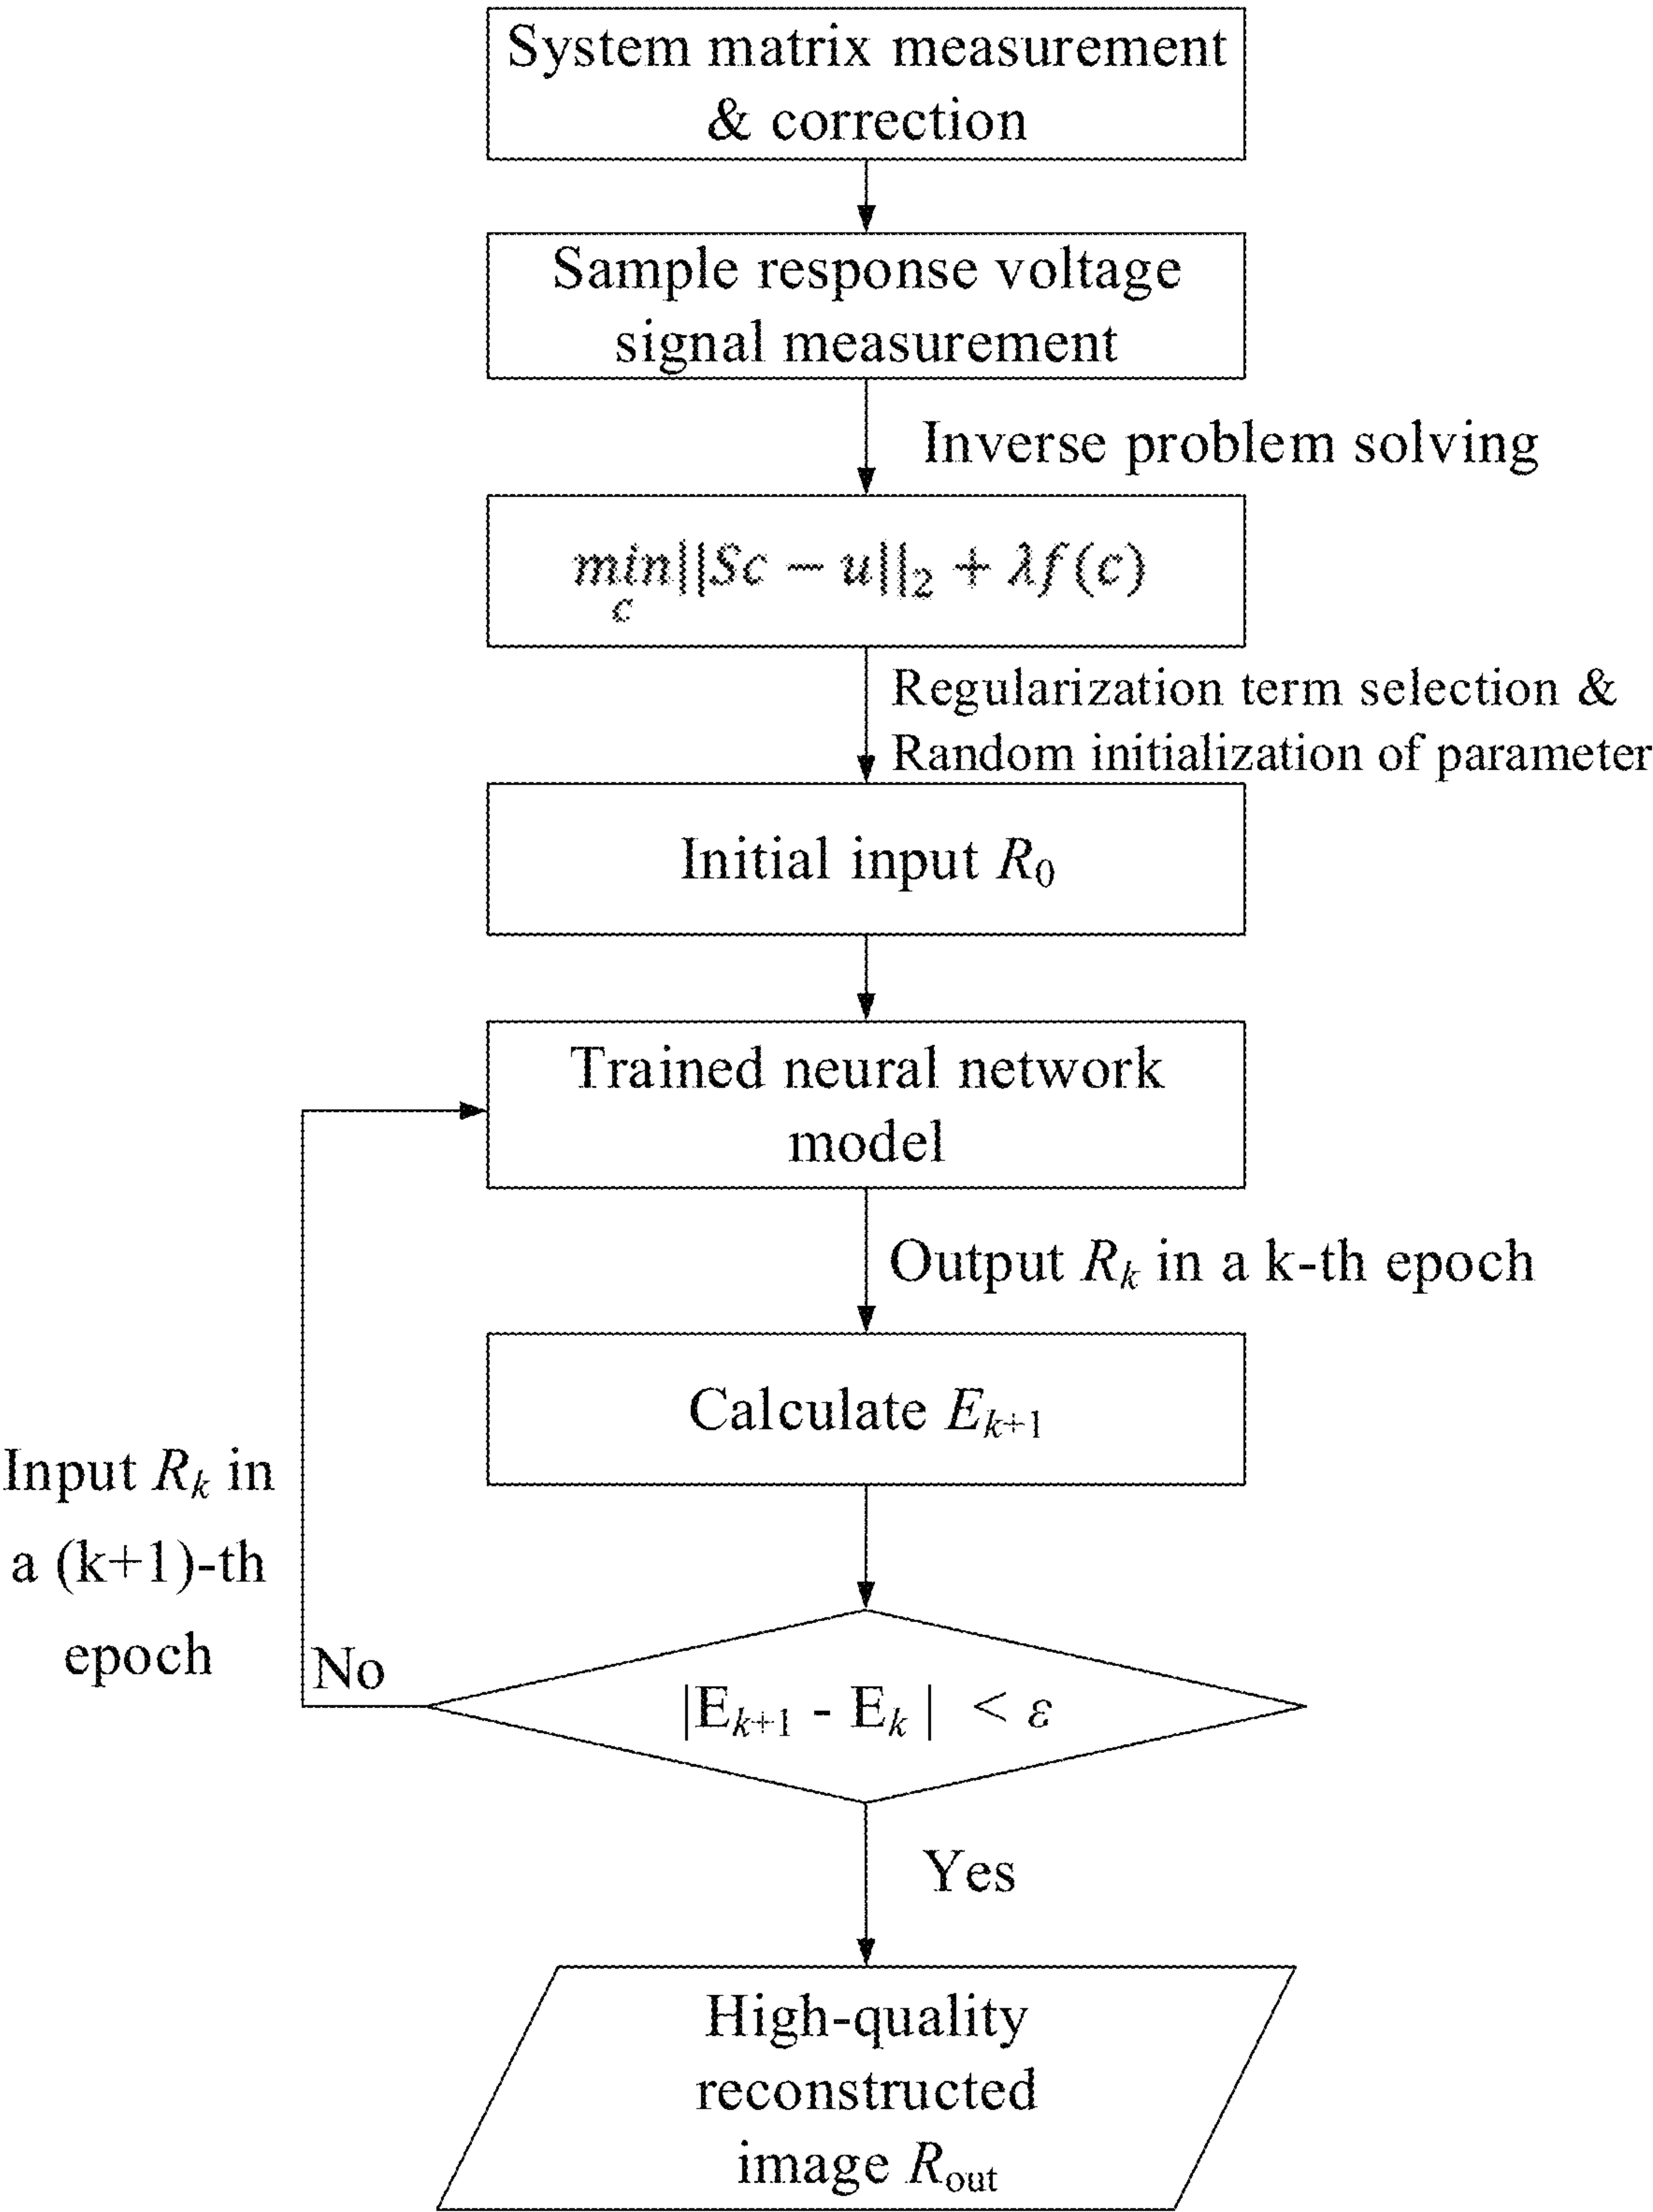 System matrix measurement
& correction
Sample response voltage
signal measurement
Inverse problem solving
min||Sc − u||₂ + λf(c)
c
Regularization term selection &
Random initialization of parameter
Initial input R₀
Trained neural network
model
Output Rₖ in a k-th epoch
Calculate Eₖ₊₁
Input Rₖ in
a (k+1)-th
epoch
No
|Eₖ₊₁ - Eₖ| < ε
Yes
High-quality
reconstructed
image Rout